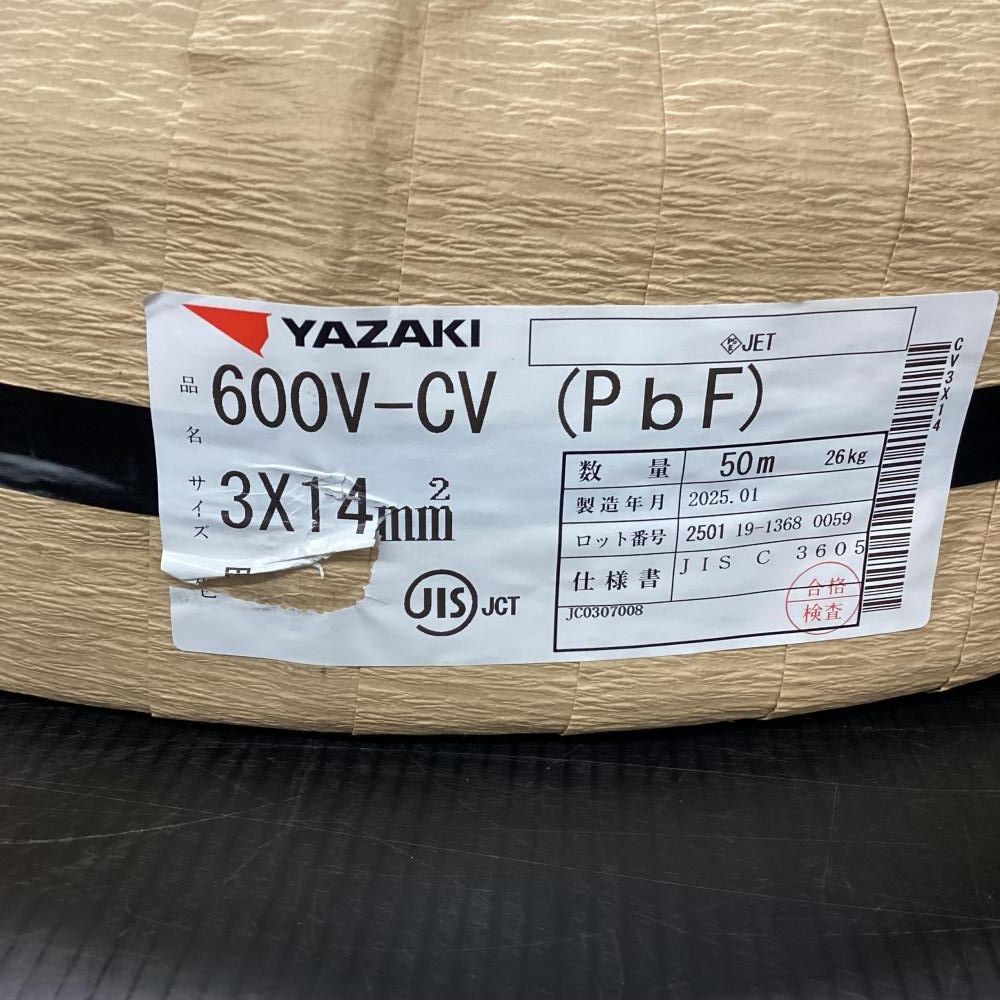 YAZAKI
PSE JET
品名 600V-CV (PbF)
サイズ 3X14mm²
JIS JCT
数量 50m 26kg
製造年月 2025.01
ロット番号 2501 19-1368 0059
仕様書 JIS C 3605
JC0307008
合格
検査
CV3X14